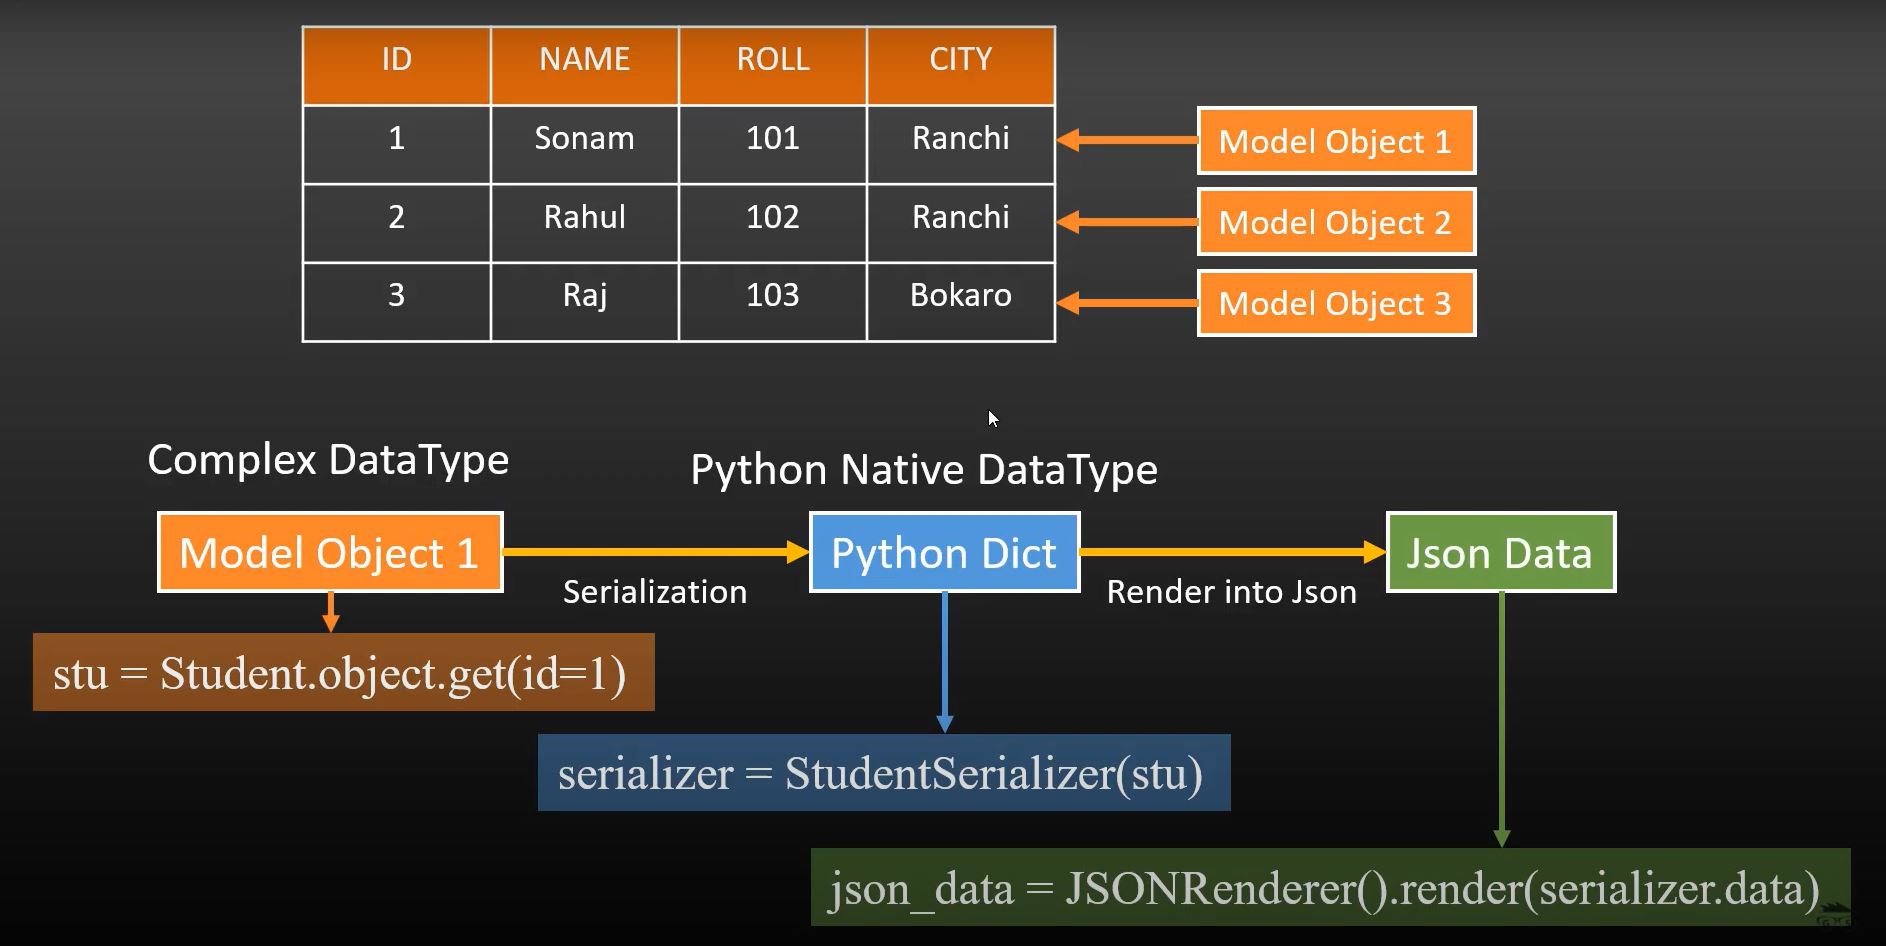 ID NAME ROLL CITY
1 Sonam 101 Ranchi
Model Object 1
2 Rahul 102 Ranchi
Model Object 2
3 Raj 103 Bokaro
Model Object 3
Complex DataType
Python Native DataType
Model Object 1
Serialization
Python Dict
Render into Json
Json Data
stu = Student.object.get(id=1)
serializer = StudentSerializer(stu)
json_data = JSONRenderer().render(serializer.data)